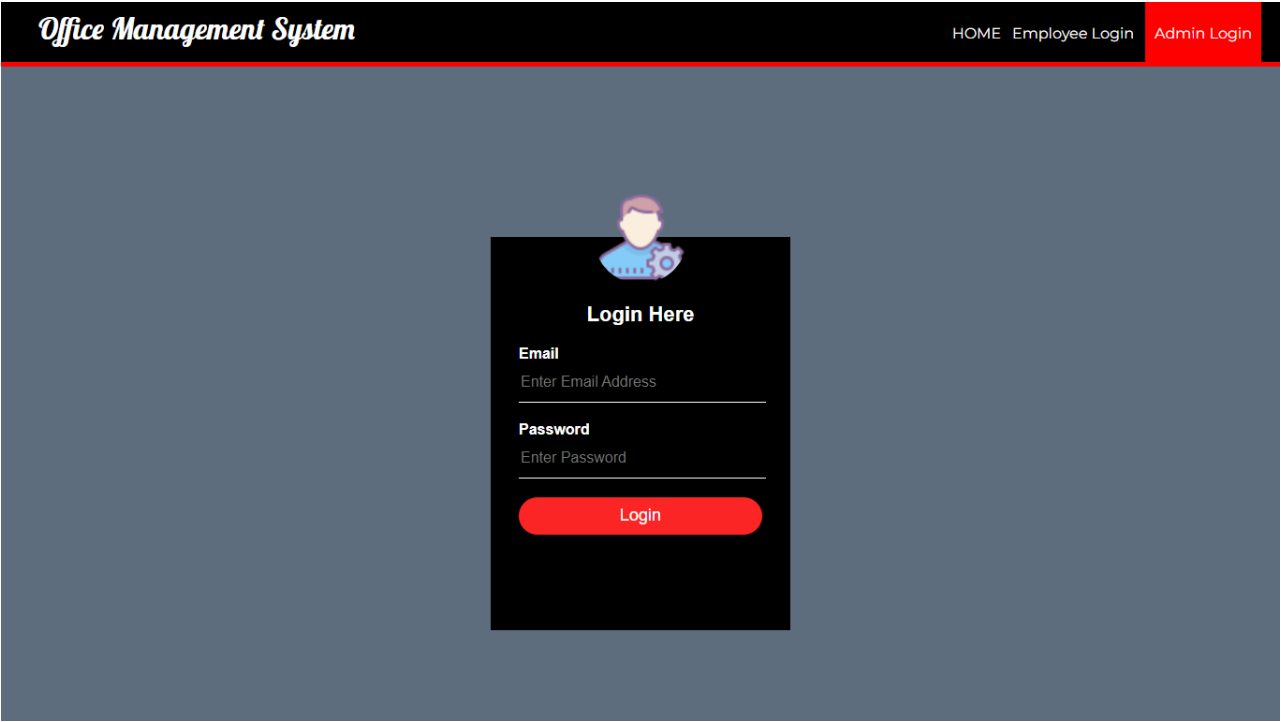 Office Management System
HOME Employee Login Admin Login
Login Here
Email
Enter Email Address
Password
Enter Password
Login